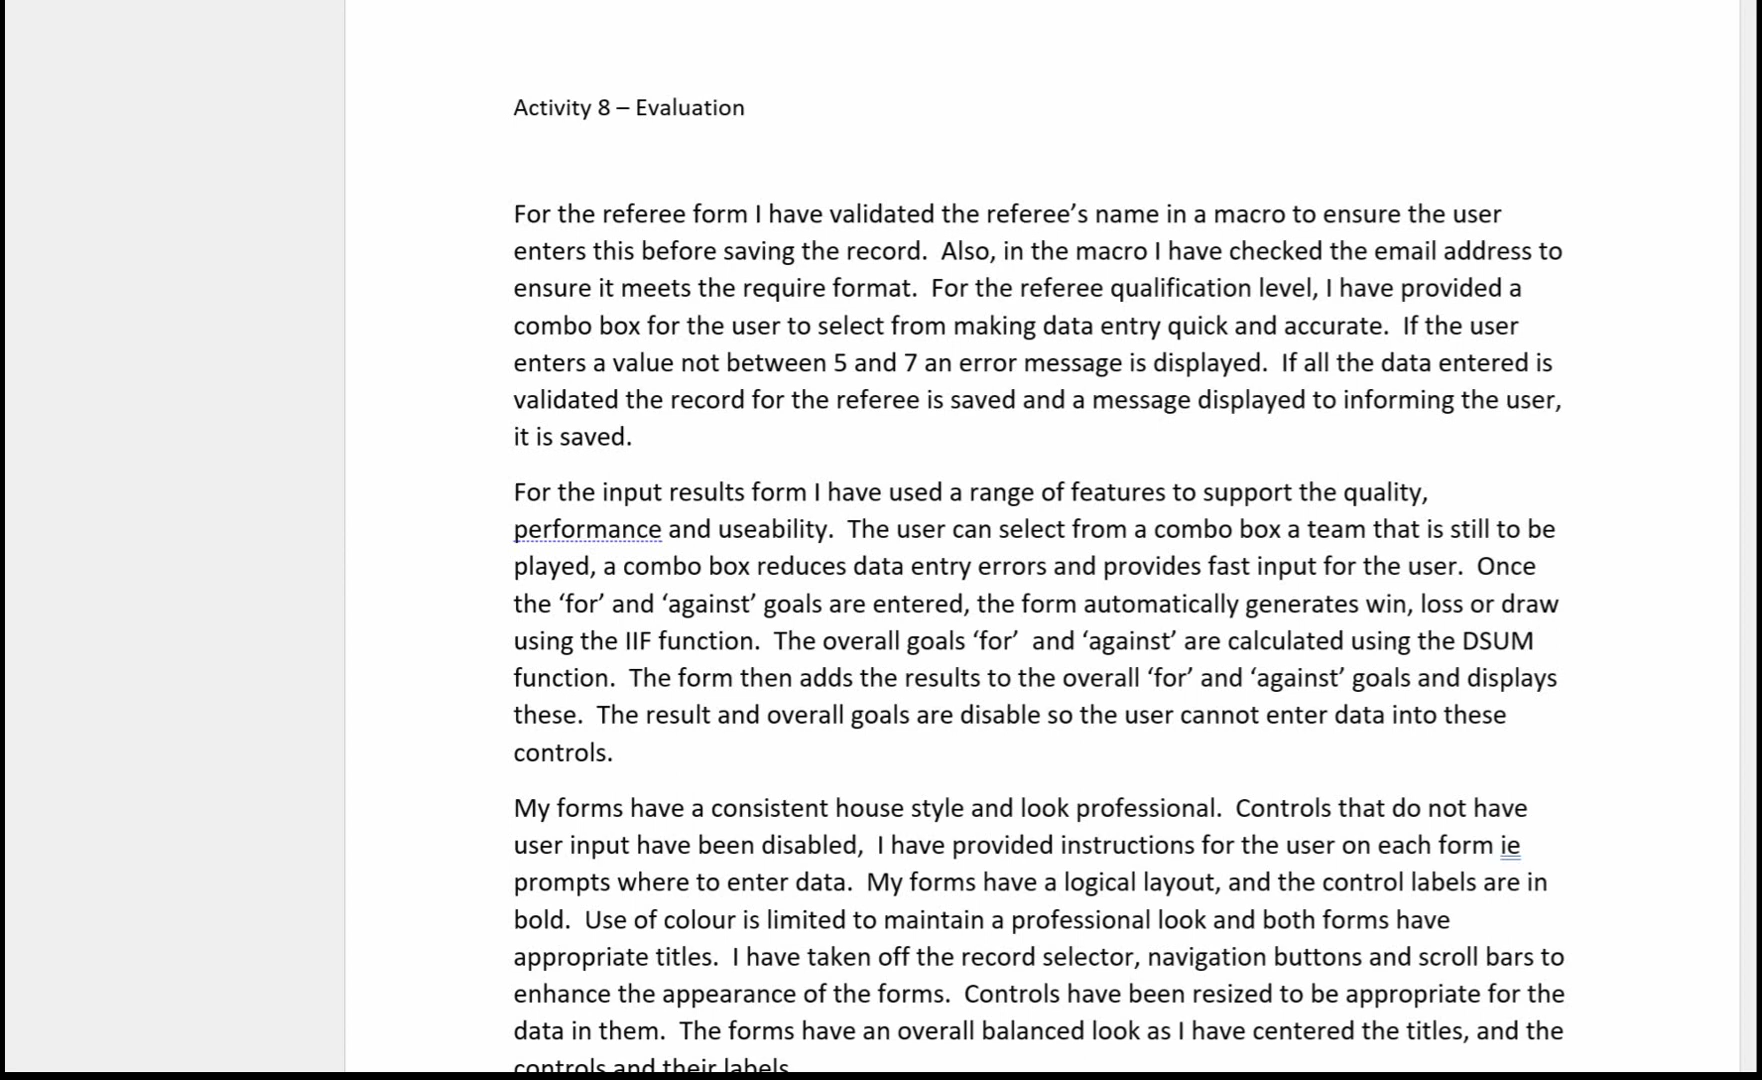 Activity 8 – Evaluation
For the referee form I have validated the referee’s name in a macro to ensure the user
enters this before saving the record.  Also, in the macro I have checked the email address to
ensure it meets the require format.  For the referee qualification level, I have provided a
combo box for the user to select from making data entry quick and accurate.  If the user
enters a value not between 5 and 7 an error message is displayed.  If all the data entered is
validated the record for the referee is saved and a message displayed to informing the user,
it is saved.
For the input results form I have used a range of features to support the quality,
performance and useability.  The user can select from a combo box a team that is still to be
played, a combo box reduces data entry errors and provides fast input for the user.  Once
the ‘for’ and ‘against’ goals are entered, the form automatically generates win, loss or draw
using the IIF function.  The overall goals ‘for’  and ‘against’ are calculated using the DSUM
function.  The form then adds the results to the overall ‘for’ and ‘against’ goals and displays
these.  The result and overall goals are disable so the user cannot enter data into these
controls.
My forms have a consistent house style and look professional.  Controls that do not have
user input have been disabled,  I have provided instructions for the user on each form ie
prompts where to enter data.  My forms have a logical layout, and the control labels are in
bold.  Use of colour is limited to maintain a professional look and both forms have
appropriate titles.  I have taken off the record selector, navigation buttons and scroll bars to
enhance the appearance of the forms.  Controls have been resized to be appropriate for the
data in them.  The forms have an overall balanced look as I have centered the titles, and the
controls and their labels.